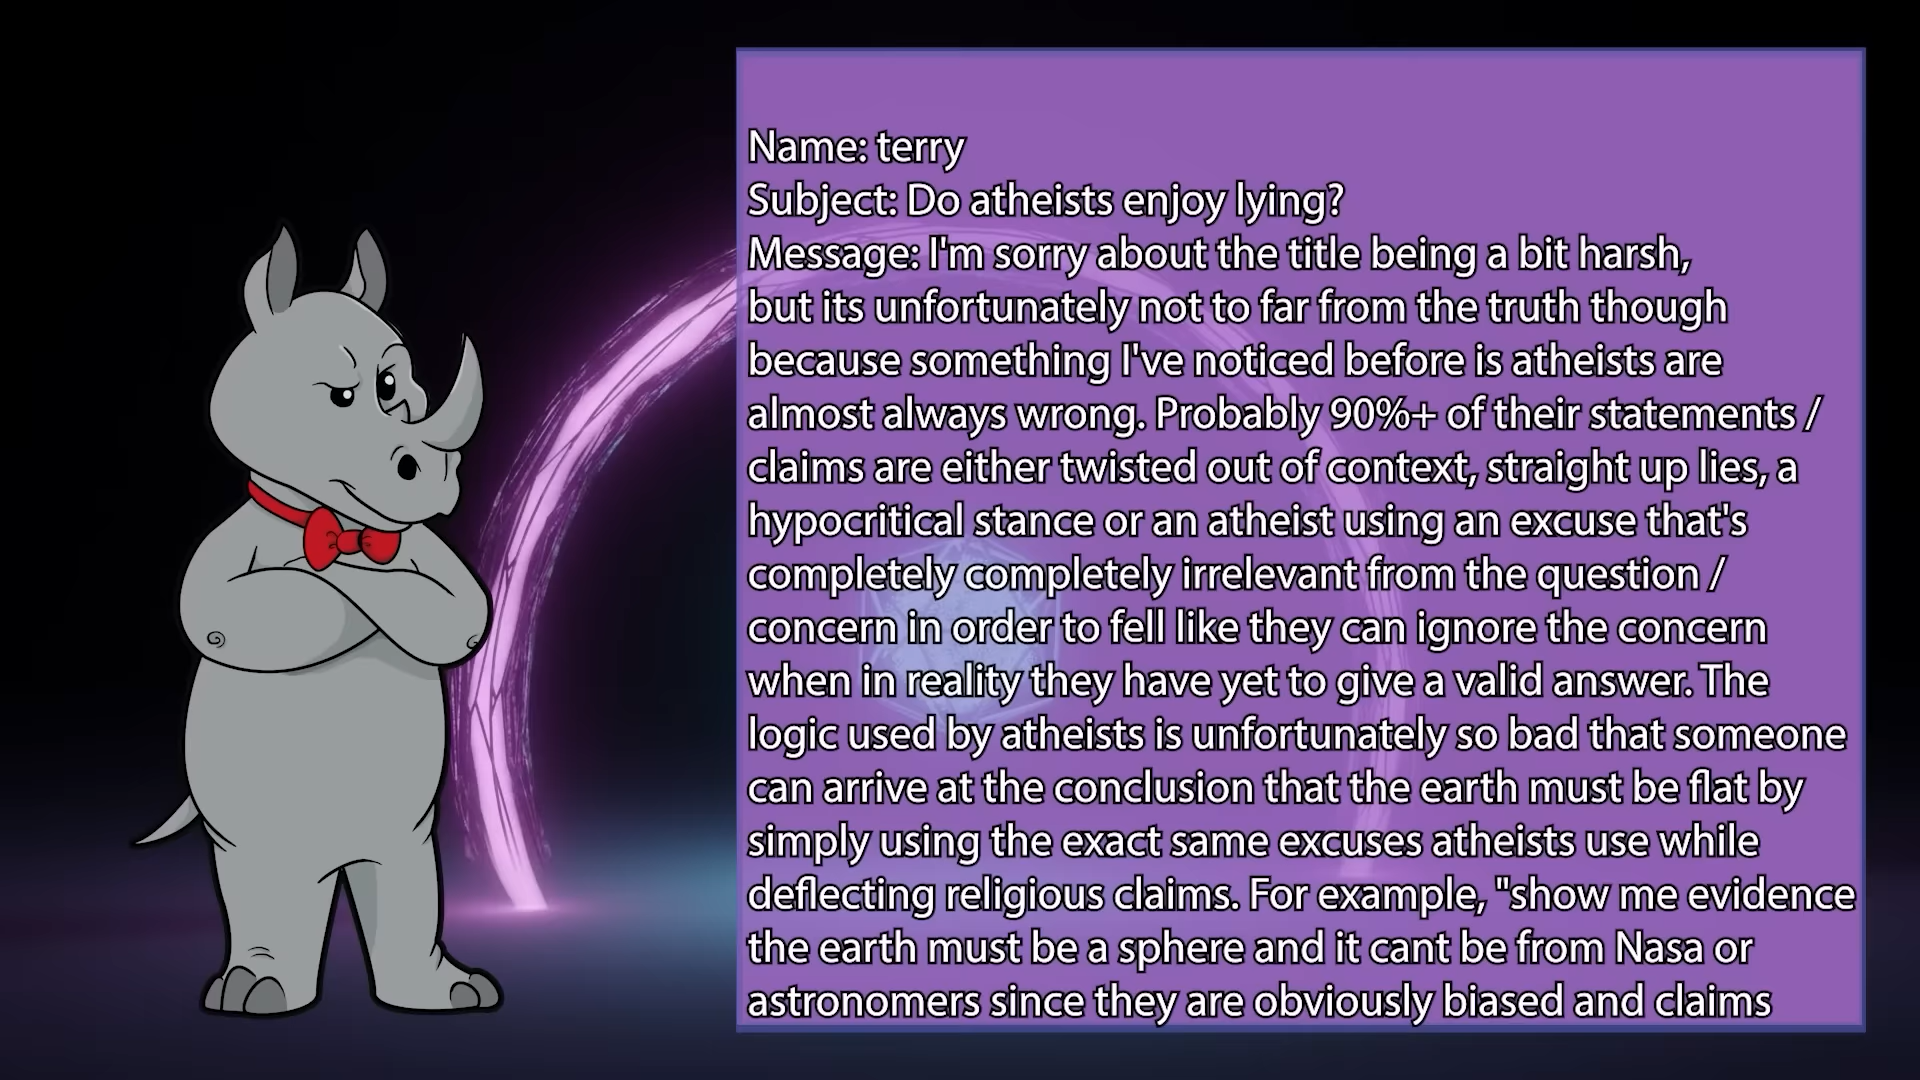 Name: terry
Subject: Do atheists enjoy lying?
Message: I'm sorry about the title being a bit harsh,
but its unfortunately not to far from the truth though
because something I've noticed before is atheists are
almost always wrong. Probably 90%+ of their statements /
claims are either twisted out of context, straight up lies, a
hypocritical stance or an atheist using an excuse that's
completely completely irrelevant from the question /
concern in order to fell like they can ignore the concern
when in reality they have yet to give a valid answer. The
logic used by atheists is unfortunately so bad that someone
can arrive at the conclusion that the earth must be flat by
simply using the exact same excuses atheists use while
deflecting religious claims. For example, "show me evidence
the earth must be a sphere and it cant be from Nasa or
astronomers since they are obviously biased and claims